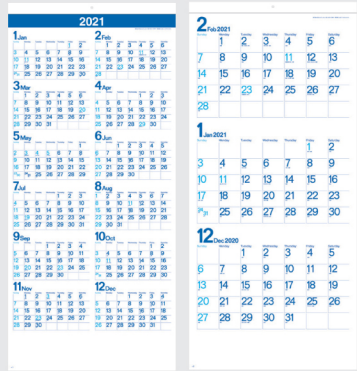 2021
1 Jan
1 2
3 4 5 6 7 8 9
10 11 12 13 14 15 16
17 18 19 20 21 22 23
24/31 25 26 27 28 29 30
2 Feb
1 2 3 4 5 6
7 8 9 10 11 12 13
14 15 16 17 18 19 20
21 22 23 24 25 26 27
28
3 Mar
1 2 3 4 5 6
7 8 9 10 11 12 13
14 15 16 17 18 19 20
21 22 23 24 25 26 27
28 29 30 31
4 Apr
1 2 3
4 5 6 7 8 9 10
11 12 13 14 15 16 17
18 19 20 21 22 23 24
25 26 27 28 29 30
5 May
1
2 3 4 5 6 7 8
9 10 11 12 13 14 15
16 17 18 19 20 21 22
23/30 24/31 25 26 27 28 29
6 Jun
1 2 3 4 5
6 7 8 9 10 11 12
13 14 15 16 17 18 19
20 21 22 23 24 25 26
27 28 29 30
7 Jul
1 2 3
4 5 6 7 8 9 10
11 12 13 14 15 16 17
18 19 20 21 22 23 24
25 26 27 28 29 30 31
8 Aug
1 2 3 4 5 6 7
8 9 10 11 12 13 14
15 16 17 18 19 20 21
22 23 24 25 26 27 28
29 30 31
9 Sep
1 2 3 4
5 6 7 8 9 10 11
12 13 14 15 16 17 18
19 20 21 22 23 24 25
26 27 28 29 30
10 Oct
1 2
3 4 5 6 7 8 9
10 11 12 13 14 15 16
17 18 19 20 21 22 23
24/31 25 26 27 28 29 30
11 Nov
1 2 3 4 5 6
7 8 9 10 11 12 13
14 15 16 17 18 19 20
21 22 23 24 25 26 27
28 29 30
12 Dec
1 2 3 4
5 6 7 8 9 10 11
12 13 14 15 16 17 18
19 20 21 22 23 24 25
26 27 28 29 30 31
2 Feb 2021
Sunday Monday Tuesday Wednesday Thursday Friday Saturday
1 2 3 4 5 6
7 8 9 10 11 12 13
14 15 16 17 18 19 20
21 22 23 24 25 26 27
28
1 Jan 2021
Sunday Monday Tuesday Wednesday Thursday Friday Saturday
1 2
3 4 5 6 7 8 9
10 11 12 13 14 15 16
17 18 19 20 21 22 23
24/31 25 26 27 28 29 30
12 Dec 2020
Sunday Monday Tuesday Wednesday Thursday Friday Saturday
1 2 3 4 5
6 7 8 9 10 11 12
13 14 15 16 17 18 19
20 21 22 23 24 25 26
27 28 29 30 31